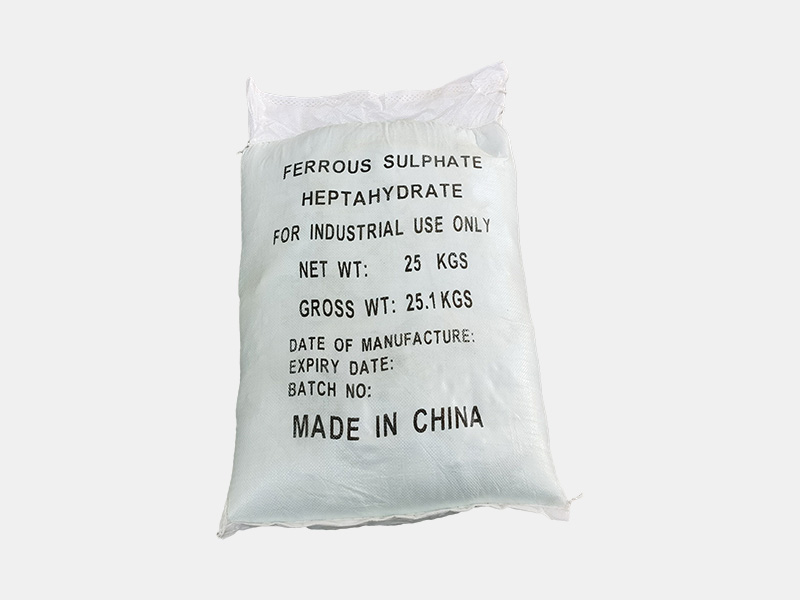 FERROUS SULPHATE
HEPTAHYDRATE
FOR INDUSTRIAL USE ONLY
NET WT: 25 KGS
GROSS WT: 25.1 KGS
DATE OF MANUFACTURE:
EXPIRY DATE:
BATCH NO:
MADE IN CHINA